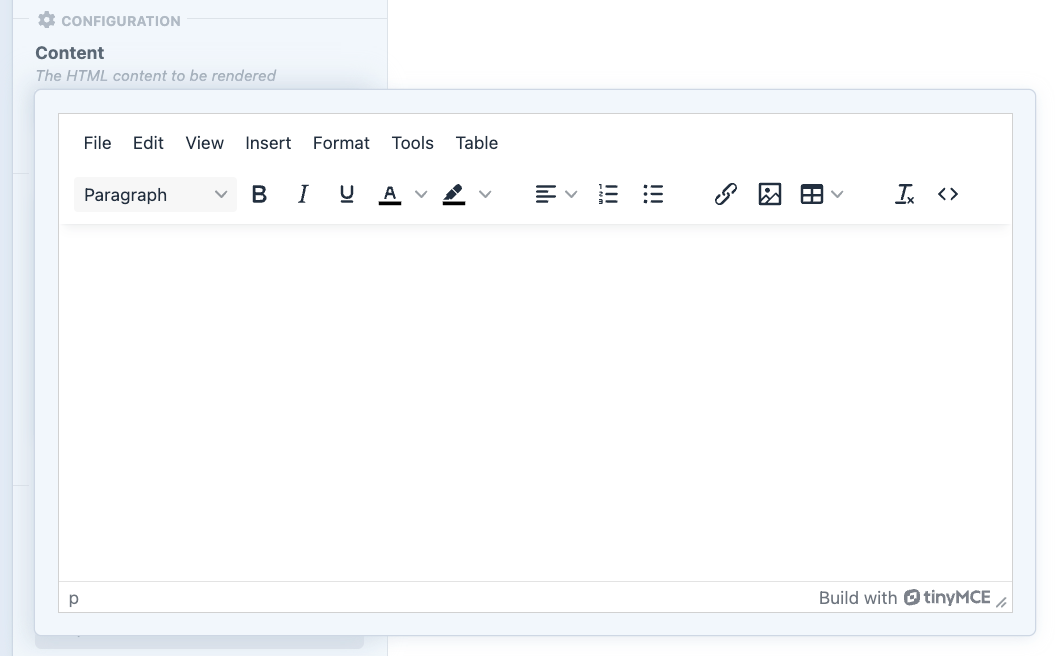 CONFIGURATION
Content
The HTML content to be rendered
File Edit View Insert Format Tools Table
Paragraph B I U A
p
Build with tinyMCE